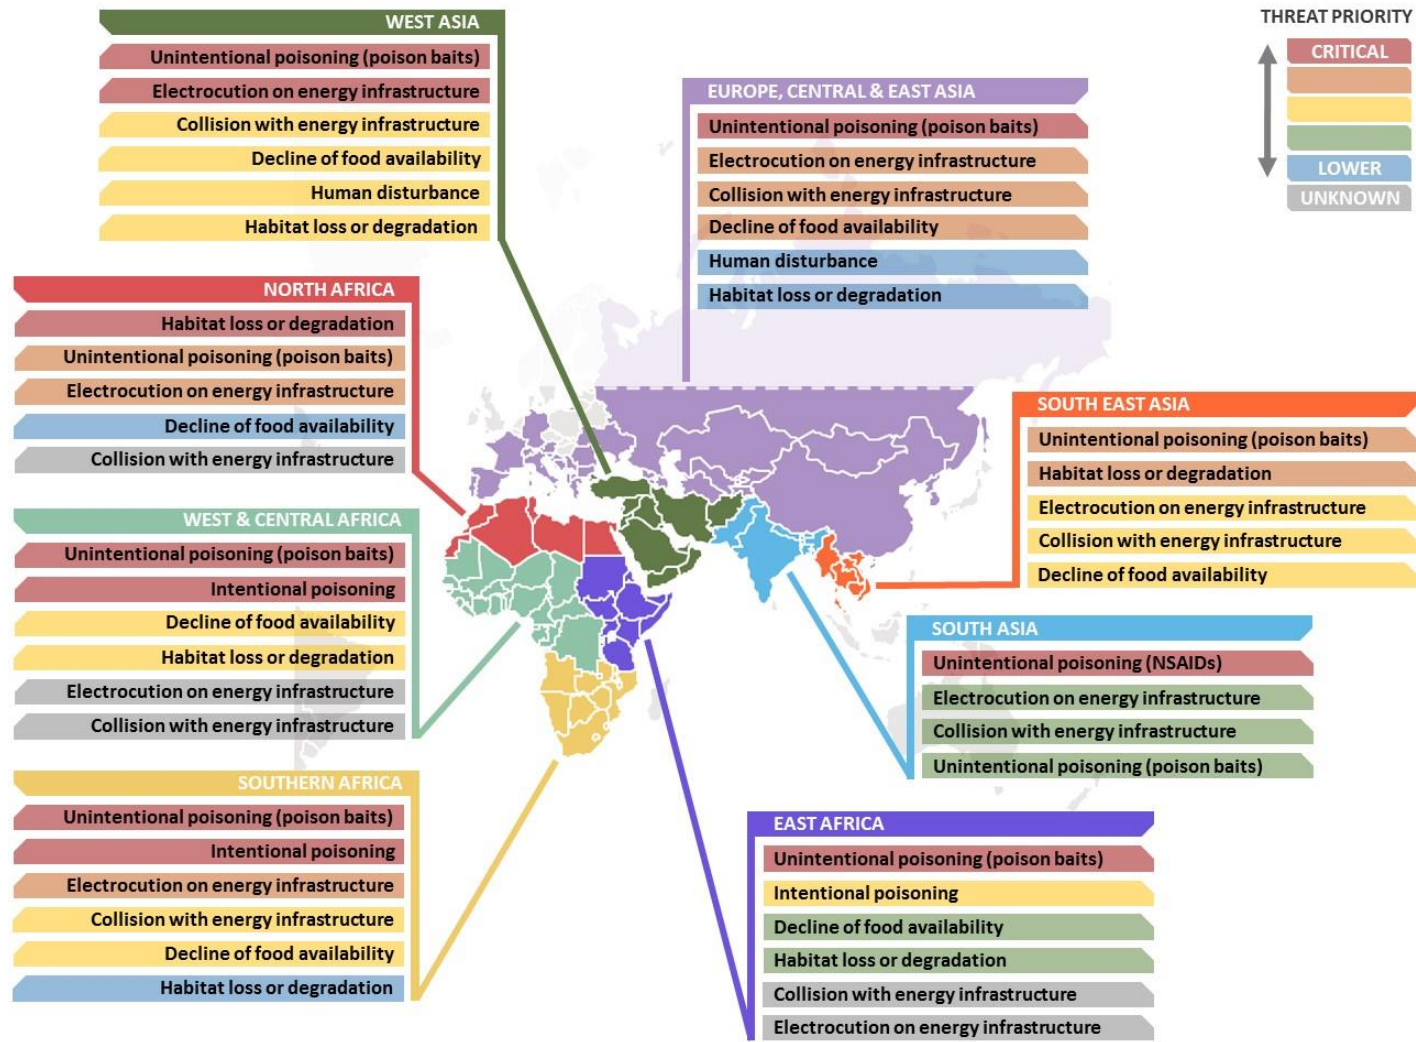 THREAT PRIORITY
CRITICAL
LOWER
UNKNOWN
WEST ASIA
Unintentional poisoning (poison baits)
Electrocution on energy infrastructure
Collision with energy infrastructure
Decline of food availability
Human disturbance
Habitat loss or degradation
EUROPE, CENTRAL & EAST ASIA
Unintentional poisoning (poison baits)
Electrocution on energy infrastructure
Collision with energy infrastructure
Decline of food availability
Human disturbance
Habitat loss or degradation
NORTH AFRICA
Habitat loss or degradation
Unintentional poisoning (poison baits)
Electrocution on energy infrastructure
Decline of food availability
Collision with energy infrastructure
SOUTH EAST ASIA
Unintentional poisoning (poison baits)
Habitat loss or degradation
Electrocution on energy infrastructure
Collision with energy infrastructure
Decline of food availability
WEST & CENTRAL AFRICA
Unintentional poisoning (poison baits)
Intentional poisoning
Decline of food availability
Habitat loss or degradation
Electrocution on energy infrastructure
Collision with energy infrastructure
SOUTH ASIA
Unintentional poisoning (NSAIDs)
Electrocution on energy infrastructure
Collision with energy infrastructure
Unintentional poisoning (poison baits)
SOUTHERN AFRICA
Unintentional poisoning (poison baits)
Intentional poisoning
Electrocution on energy infrastructure
Collision with energy infrastructure
Decline of food availability
Habitat loss or degradation
EAST AFRICA
Unintentional poisoning (poison baits)
Intentional poisoning
Decline of food availability
Habitat loss or degradation
Collision with energy infrastructure
Electrocution on energy infrastructure